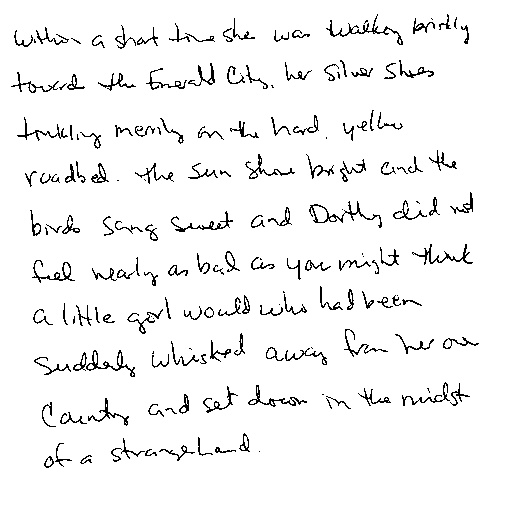 Within a short time she was walking briskly
toward the Emerald City, her Silver Shoes
tinkling merrily on the hard, yellow
roadbed. The sun shone bright and the
birds sang sweet and Dorothy did not
feel nearly as bad as you might think
a little girl would who had been
suddenly whisked away from her own
country and set down in the midst
of a strange land.